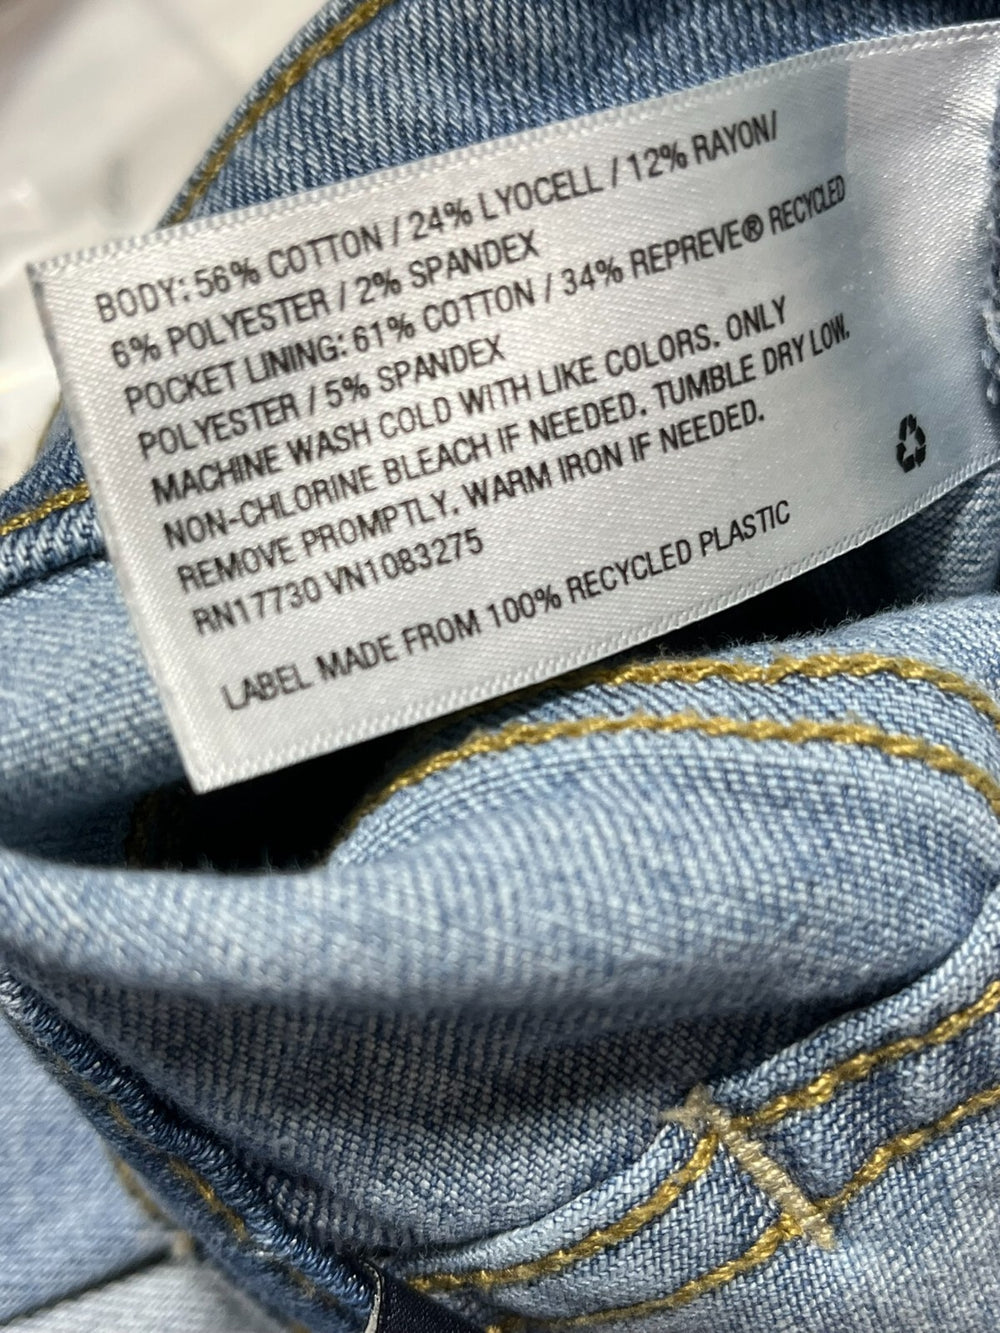 BODY: 56% COTTON / 24% LYOCELL / 12% RAYON/
6% POLYESTER / 2% SPANDEX
POCKET LINING: 61% COTTON / 34% REPREVE® RECYCLED
POLYESTER / 5% SPANDEX
MACHINE WASH COLD WITH LIKE COLORS. ONLY
NON-CHLORINE BLEACH IF NEEDED. TUMBLE DRY LOW.
REMOVE PROMPTLY. WARM IRON IF NEEDED.
RN17730 VN1083275
LABEL MADE FROM 100% RECYCLED PLASTIC